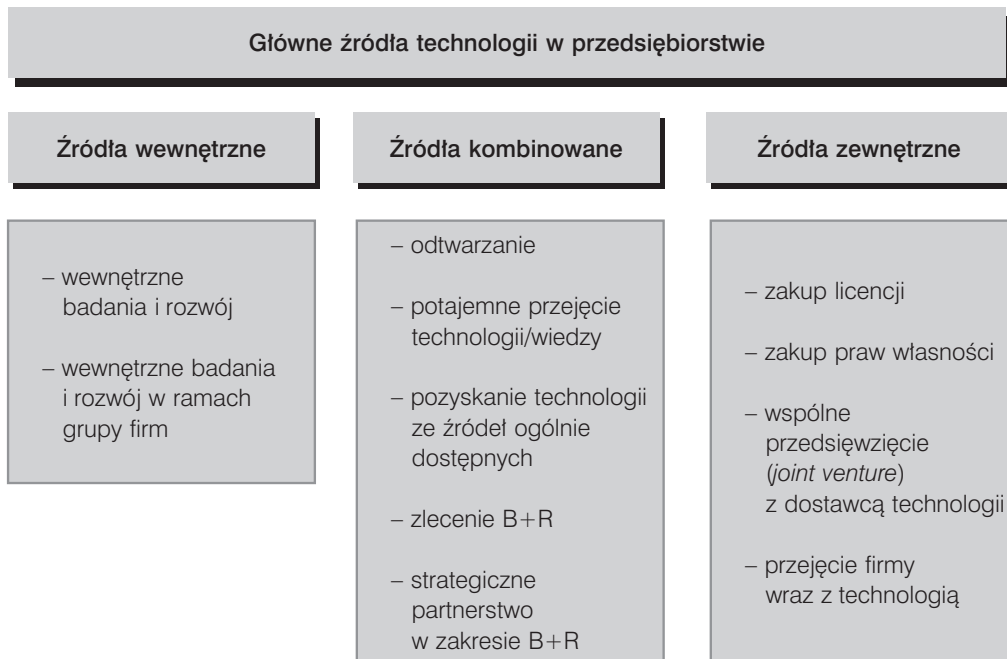 Główne źródła technologii w przedsiębiorstwie
Źródła wewnętrzne
– wewnętrzne
badania i rozwój
– wewnętrzne badania
i rozwój w ramach
grupy firm
Źródła kombinowane
– odtwarzanie
– potajemne przejęcie
technologii/wiedzy
– pozyskanie technologii
ze źródeł ogólnie
dostępnych
– zlecenie B+R
– strategiczne
partnerstwo
w zakresie B+R
Źródła zewnętrzne
– zakup licencji
– zakup praw własności
– wspólne
przedsięwzięcie
(joint venture)
z dostawcą technologii
– przejęcie firmy
wraz z technologią